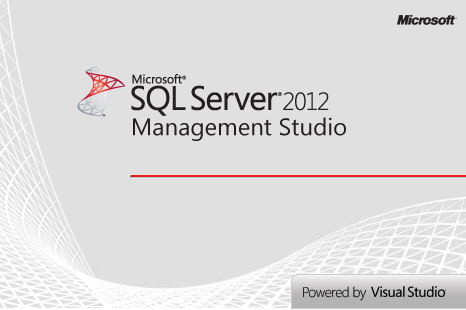 Microsoft®
Microsoft®
SQL Server® 2012
Management Studio
Powered by Visual Studio®